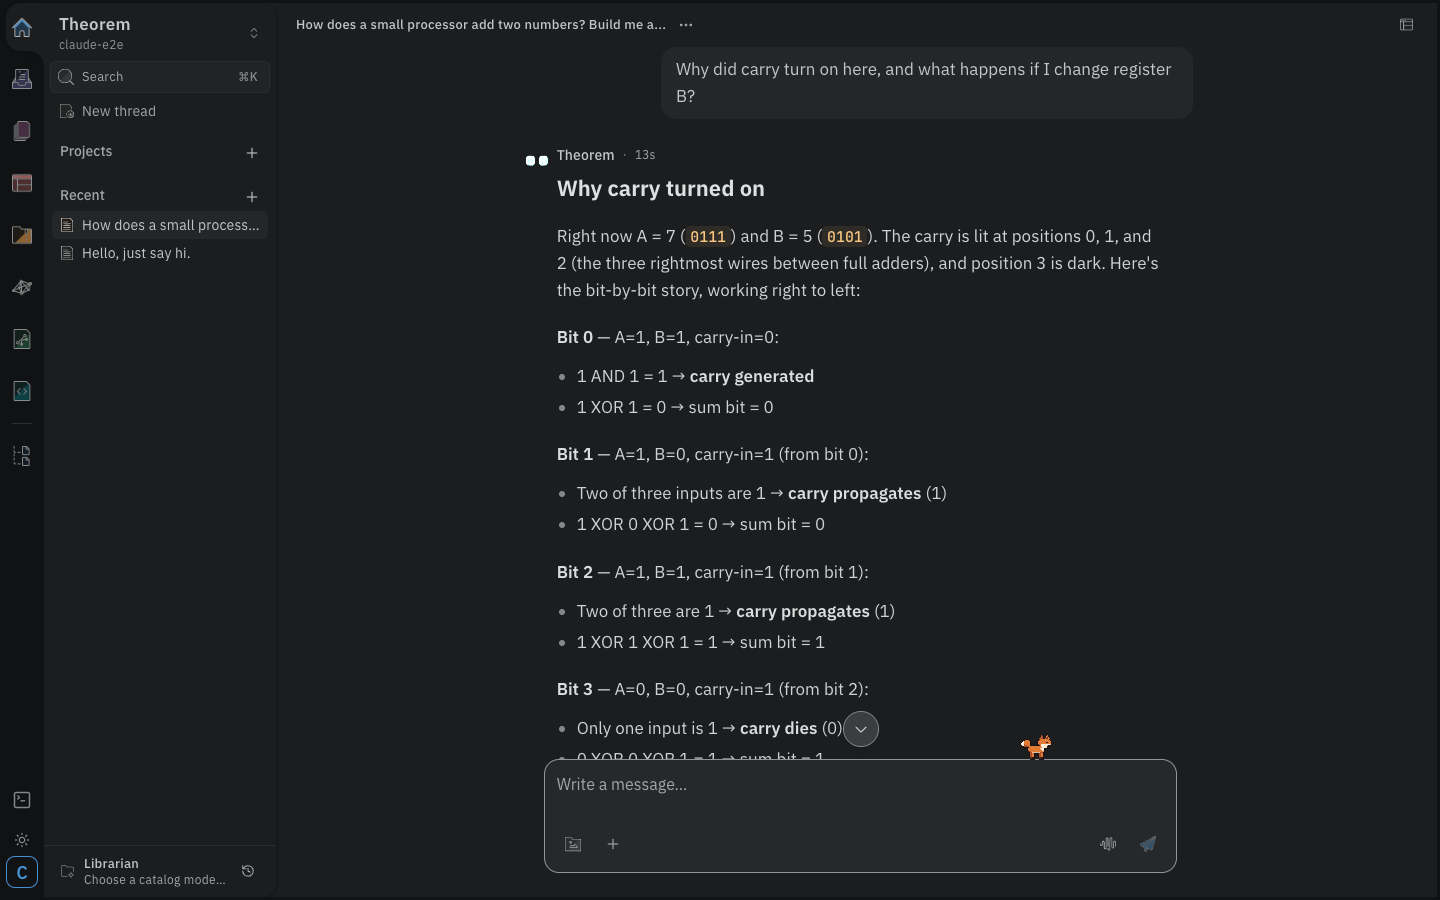 Theorem
claude-e2e
Search ⌘K
New thread
Projects
Recent
How does a small process...
Hello, just say hi.
Librarian
Choose a catalog mode...
C
How does a small processor add two numbers? Build me a...
Why did carry turn on here, and what happens if I change register
B?
Theorem · 13s
Why carry turned on
Right now A = 7 (0111) and B = 5 (0101). The carry is lit at positions 0, 1, and
2 (the three rightmost wires between full adders), and position 3 is dark. Here's
the bit-by-bit story, working right to left:
Bit 0 — A=1, B=1, carry-in=0:
• 1 AND 1 = 1 → carry generated
• 1 XOR 1 = 0 → sum bit = 0
Bit 1 — A=1, B=0, carry-in=1 (from bit 0):
• Two of three inputs are 1 → carry propagates (1)
• 1 XOR 0 XOR 1 = 0 → sum bit = 0
Bit 2 — A=1, B=1, carry-in=1 (from bit 1):
• Two of three are 1 → carry propagates (1)
• 1 XOR 1 XOR 1 = 1 → sum bit = 1
Bit 3 — A=0, B=0, carry-in=1 (from bit 2):
• Only one input is 1 → carry dies (0)
• 0 XOR 0 XOR 1 = 1 → sum bit = 1
Write a message...